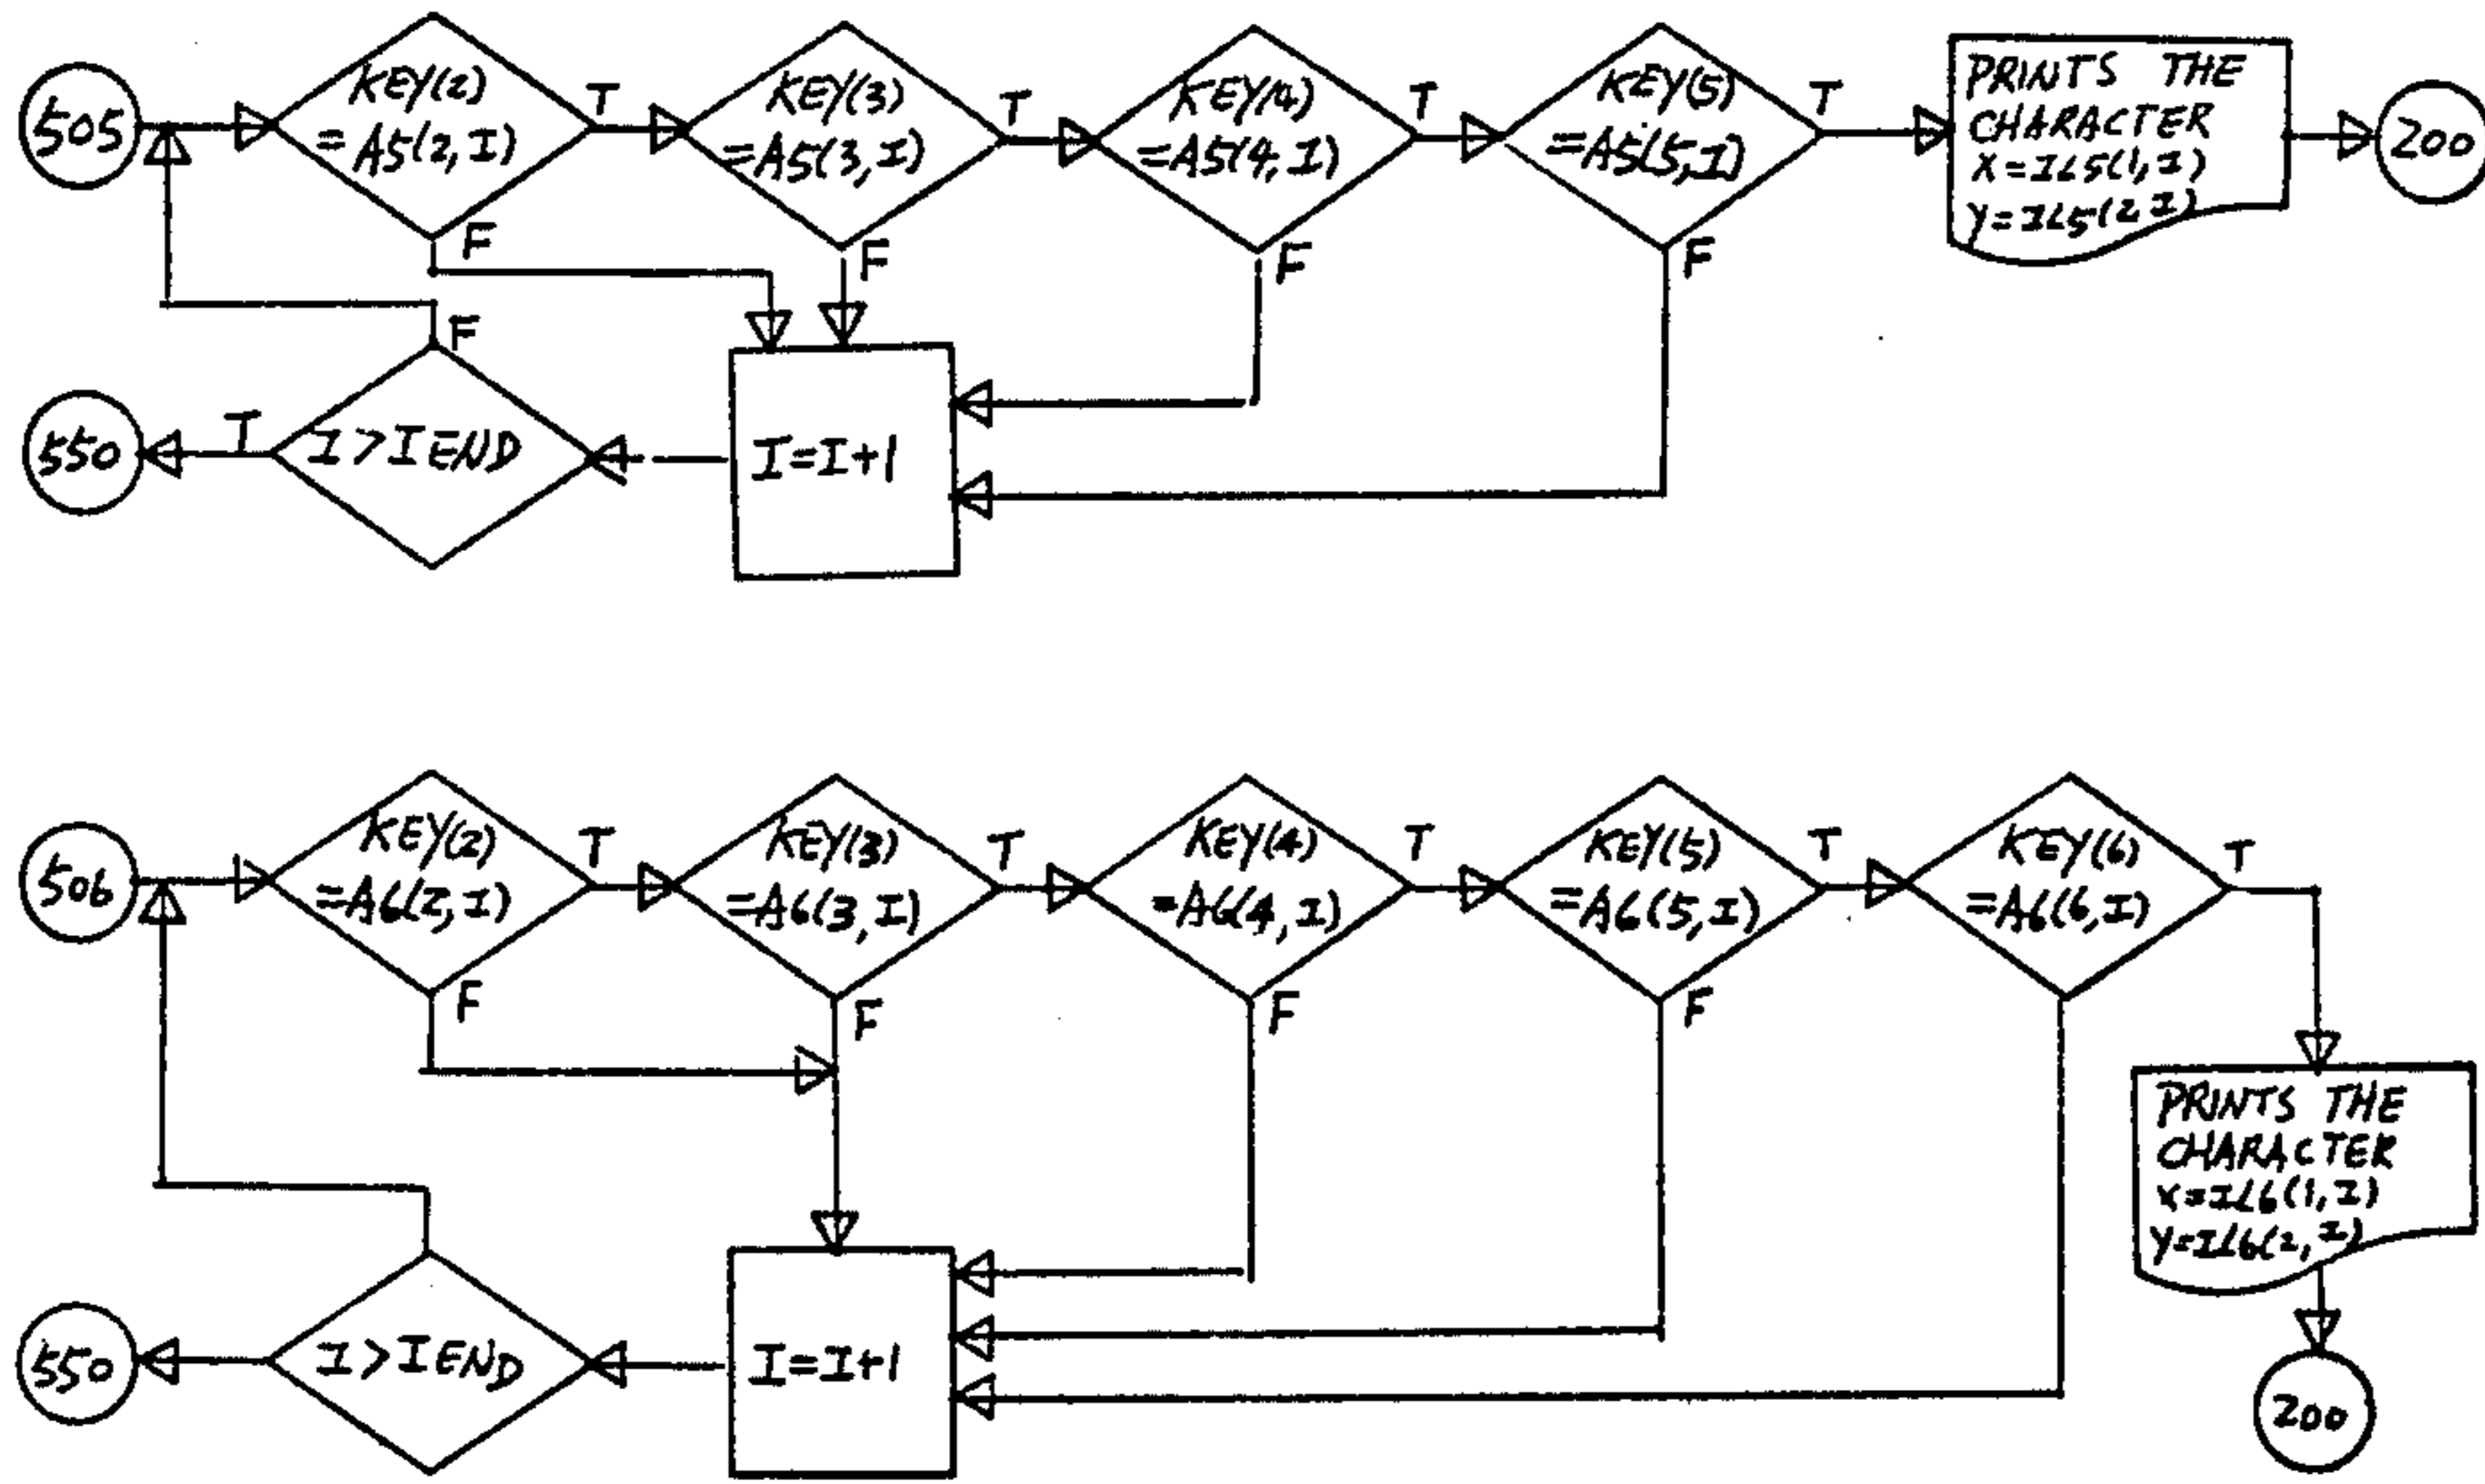 505
KEY(2)
=A5(2,I)
T
F
KEY(3)
=A5(3,I)
T
F
KEY(4)
=A5(4,I)
T
F
KEY(5)
=A5(5,I)
T
F
PRINTS THE
CHARACTER
X=IL5(1,I)
Y=IL5(2,I)
200
550
T
I>IEND
F
I=I+1
506
KEY(2)
=A6(2,I)
T
F
KEY(3)
=A6(3,I)
T
F
KEY(4)
=A6(4,I)
T
F
KEY(5)
=A6(5,I)
T
F
KEY(6)
=A6(6,I)
T
PRINTS THE
CHARACTER
X=IL6(1,I)
Y=IL6(2,I)
200
550
I>IEND
I=I+1